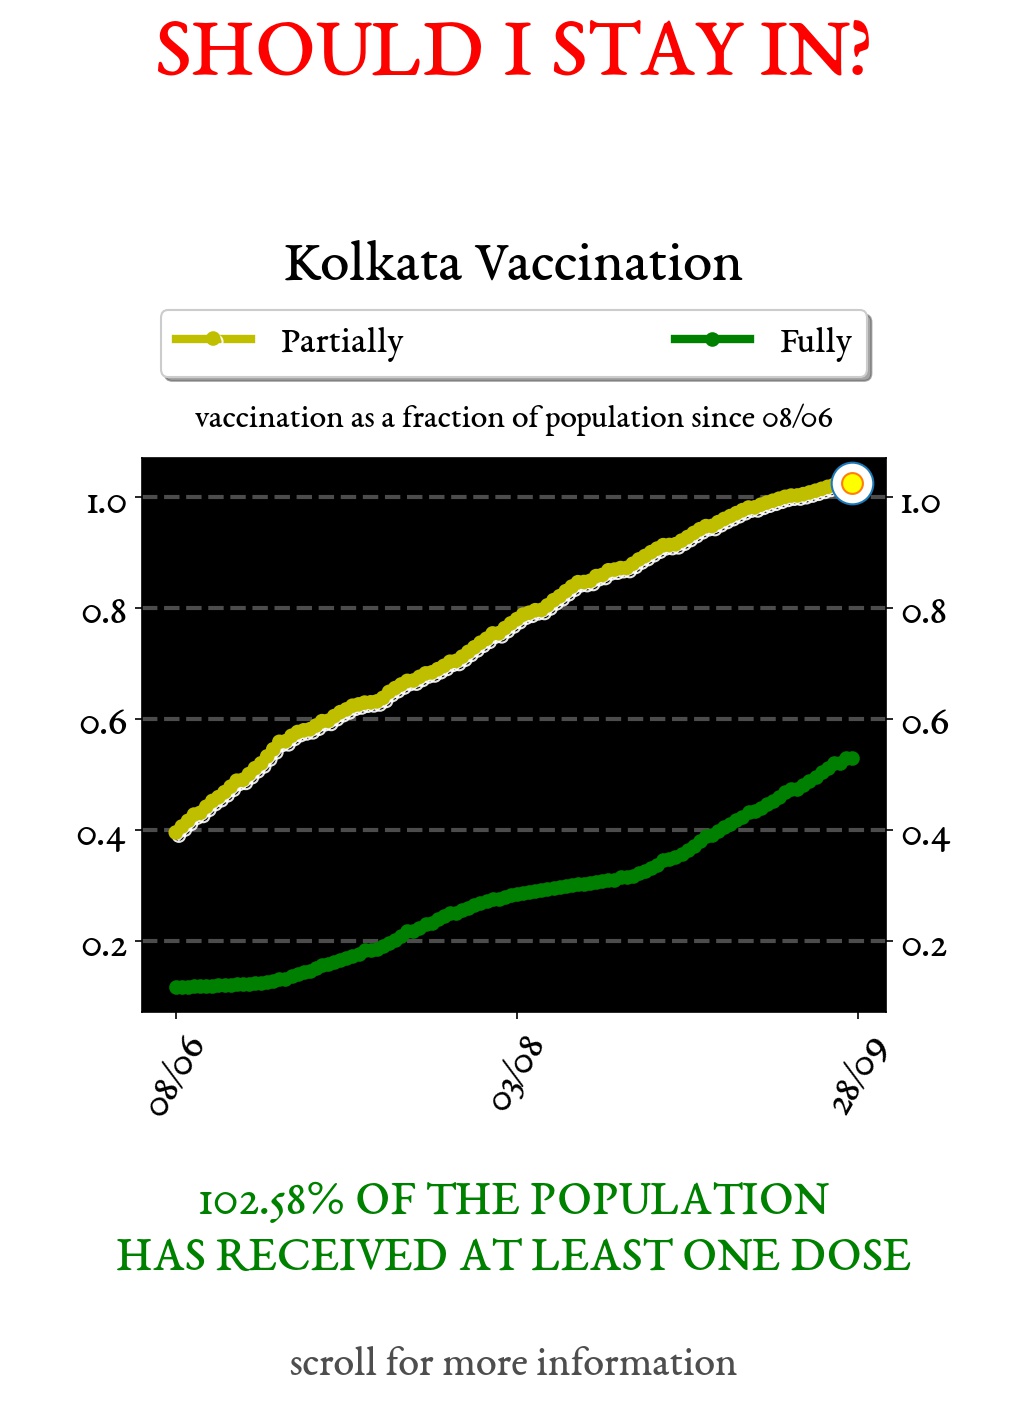 SHOULD I STAY IN?
Kolkata Vaccination
Partially Fully
vaccination as a fraction of population since 08/06
1.0 1.0
0.8 0.8
0.6 0.6
0.4 0.4
0.2 0.2
08/06 03/08 28/09
102.58% OF THE POPULATION
HAS RECEIVED AT LEAST ONE DOSE
scroll for more information